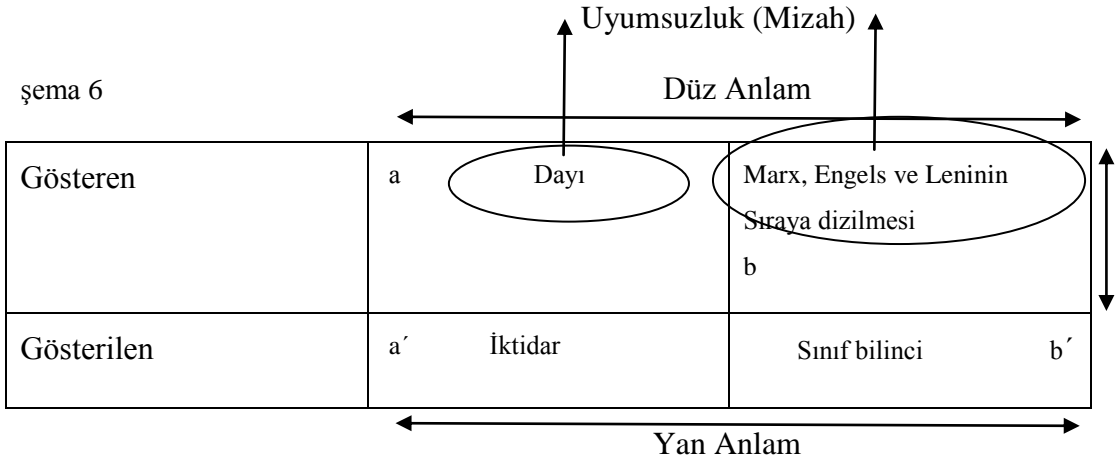 Uyumsuzluk (Mizah)
şema 6
Düz Anlam
Gösteren
a Dayı
Marx, Engels ve Leninin
Sıraya dizilmesi
b
Gösterilen
a´ İktidar
Sınıf bilinci b´
Yan Anlam